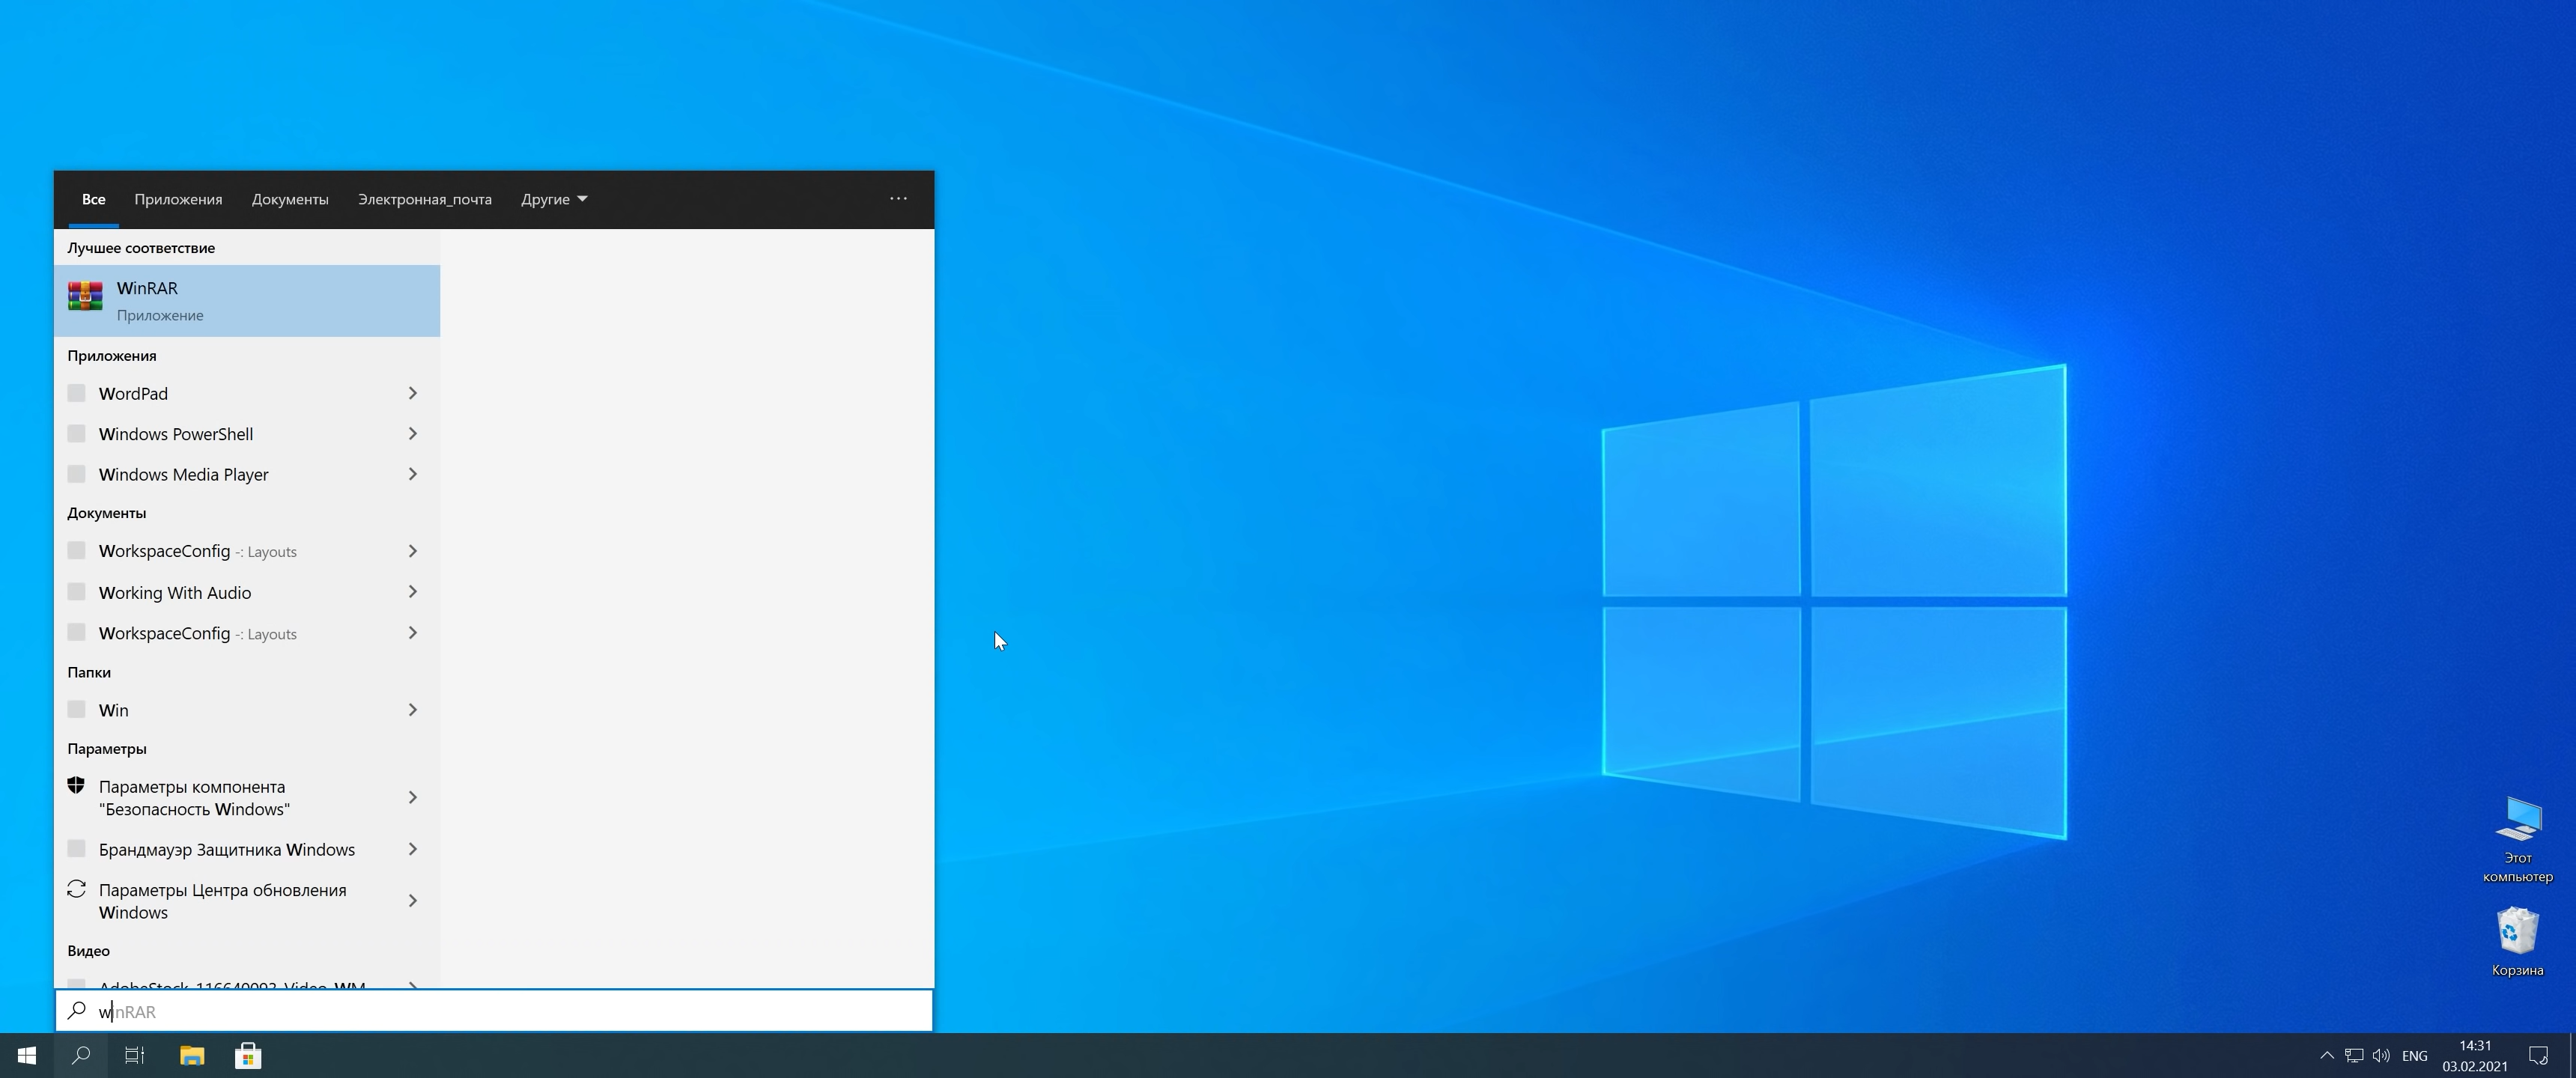 Все Приложения Документы Электронная_почта Другие
Лучшее соответствие
WinRAR
Приложение
Приложения
WordPad
Windows PowerShell
Windows Media Player
Документы
WorkspaceConfig -: Layouts
Working With Audio
WorkspaceConfig -: Layouts
Папки
Win
Параметры
Параметры компонента
"Безопасность Windows"
Брандмауэр Защитника Windows
Параметры Центра обновления
Windows
Видео
AdobeStock_116640093_Video_WM
winRAR
Этот
компьютер
Корзина
ENG
14:31
03.02.2021